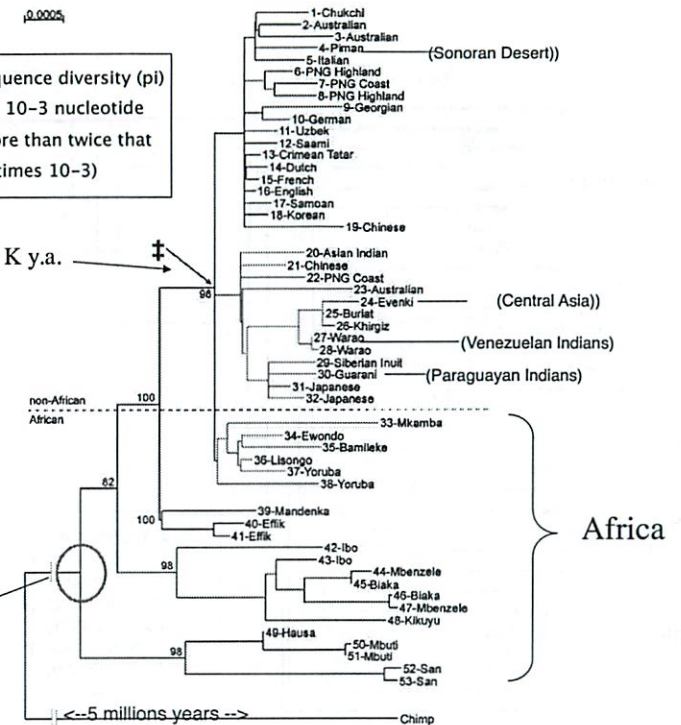 0.0005
quence diversity (pi)
10-3 nucleotide
re than twice that
times 10-3)
K y.a.
‡
1-Chukchi
2-Australian
3-Australian
4-Piman
(Sonoran Desert))
5-Italian
6-PNG Highland
7-PNG Coast
8-PNG Highland
9-Georgian
10-German
11-Uzbek
12-Saami
13-Crimean Tatar
14-Dutch
15-French
16-English
17-Samoan
18-Korean
19-Chinese
20-Asian Indian
21-Chinese
22-PNG Coast
23-Australian
98
24-Evenki
(Central Asia))
25-Buriat
26-Khirgiz
27-Warao
(Venezuelan Indians)
28-Warao
29-Siberian Inuit
30-Guarani
(Paraguayan Indians)
31-Japanese
32-Japanese
non-African
100
African
33-Mkamba
34-Ewondo
35-Bamileke
36-Lisongo
37-Yoruba
38-Yoruba
82
39-Mandenka
100
40-Effik
41-Effik
Africa
42-Ibo
43-Ibo
98
44-Mbenzele
45-Biaka
46-Biaka
47-Mbenzele
48-Kikuyu
49-Hausa
50-Mbuti
98
51-Mbuti
52-San
53-San
<--5 millions years -->
Chimp